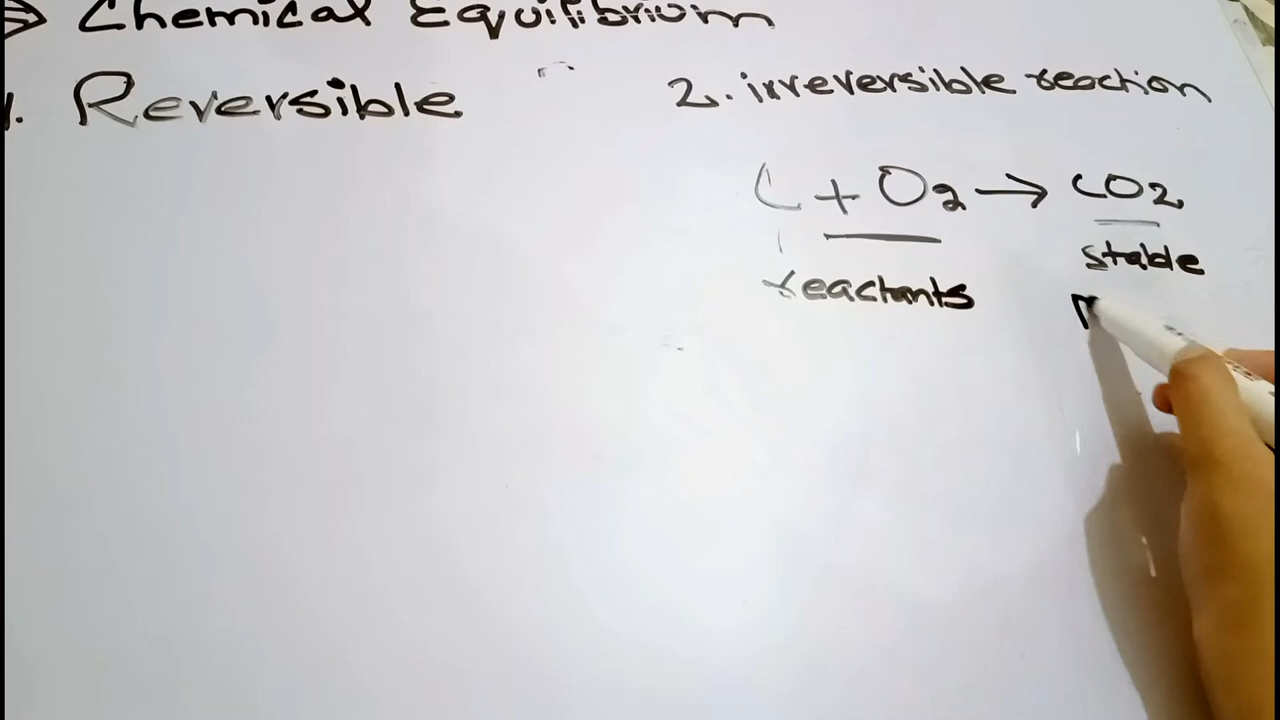 ⇒ Chemical Equilibrium
1. Reversible
2. irreversible reaction
C + O2 → CO2
stable
reactants